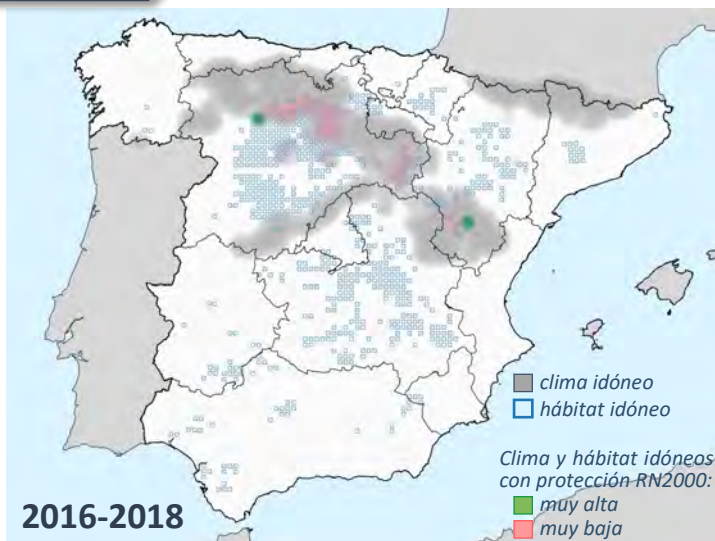 clima idóneo
hábitat idóneo
Clima y hábitat idóneos
con protección RN2000:
muy alta
muy baja
2016-2018